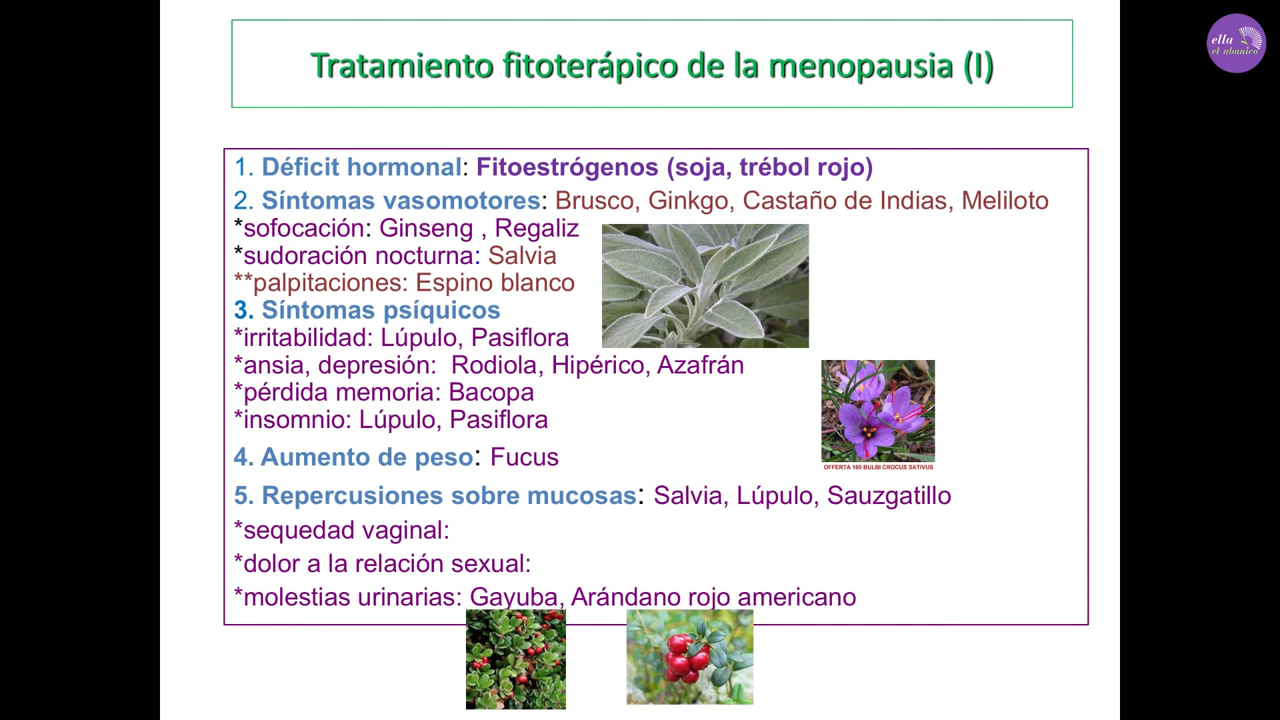 ella
el abanico
Tratamiento fitoterápico de la menopausia (I)
1. Déficit hormonal: Fitoestrógenos (soja, trébol rojo)
2. Síntomas vasomotores: Brusco, Ginkgo, Castaño de Indias, Meliloto
*sofocación: Ginseng , Regaliz
*sudoración nocturna: Salvia
**palpitaciones: Espino blanco
3. Síntomas psíquicos
*irritabilidad: Lúpulo, Pasiflora
*ansia, depresión:  Rodiola, Hipérico, Azafrán
*pérdida memoria: Bacopa
*insomnio: Lúpulo, Pasiflora
4. Aumento de peso: Fucus
OFFERTA 100 BULBI CROCUS SATIVUS
5. Repercusiones sobre mucosas: Salvia, Lúpulo, Sauzgatillo
*sequedad vaginal:
*dolor a la relación sexual:
*molestias urinarias: Gayuba, Arándano rojo americano